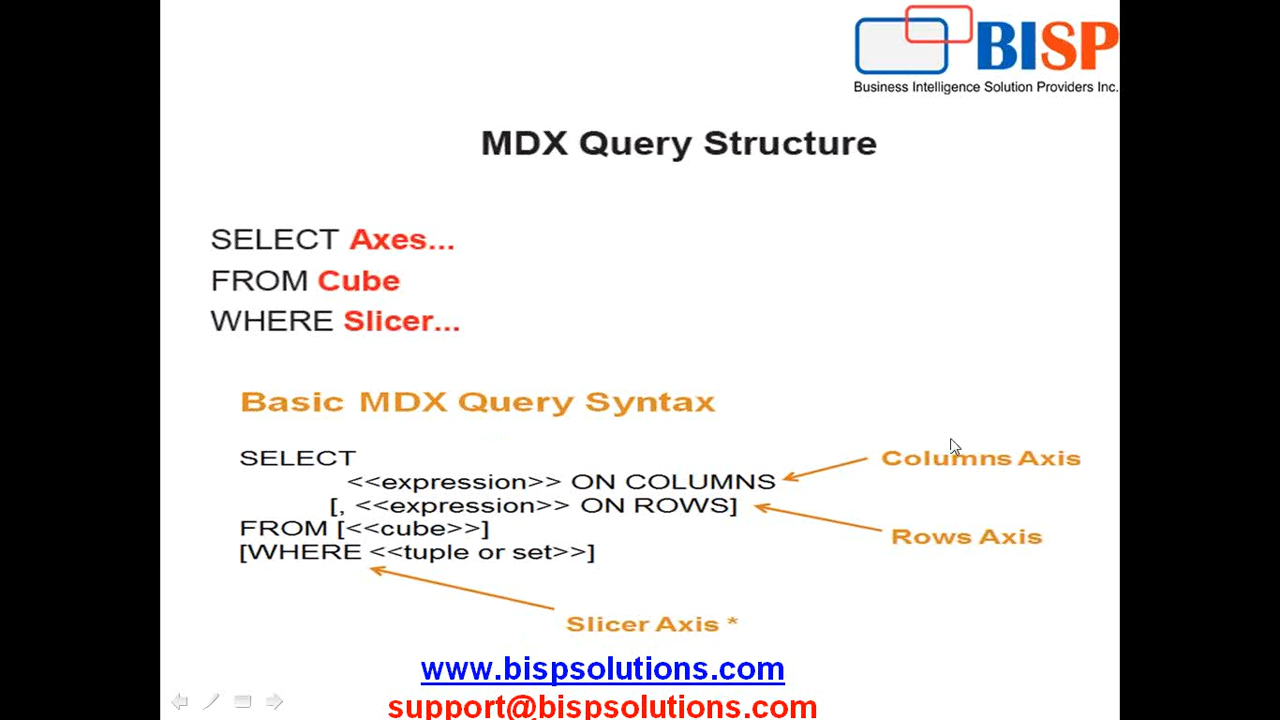 BISP
Business Intelligence Solution Providers Inc.
MDX Query Structure
SELECT Axes...
FROM Cube
WHERE Slicer...
Basic MDX Query Syntax
SELECT
<<expression>> ON COLUMNS
Columns Axis
[, <<expression>> ON ROWS]
FROM [<<cube>>]
Rows Axis
[WHERE <<tuple or set>>]
Slicer Axis *
www.bispsolutions.com
support@bispsolutions.com